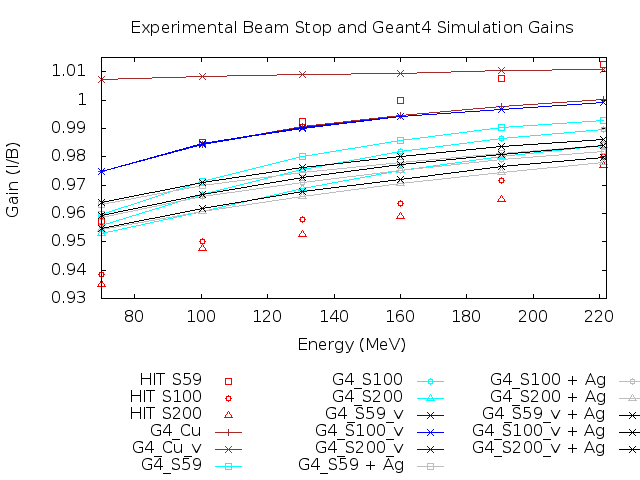 Experimental Beam Stop and Geant4 Simulation Gains
1.01
1
0.99
0.98
0.97
0.96
0.95
0.94
0.93
Gain (I/B)
80 100 120 140 160 180 200 220
Energy (MeV)
HIT S59 G4_S100 G4_S100 + Ag
HIT S100 G4_S200 G4_S200 + Ag
HIT S200 G4_S59_v G4_S59_v + Ag
G4_Cu G4_S100_v G4_S100_v + Ag
G4_Cu_v G4_S200_v G4_S200_v + Ag
G4_S59 G4_S59 + Ag